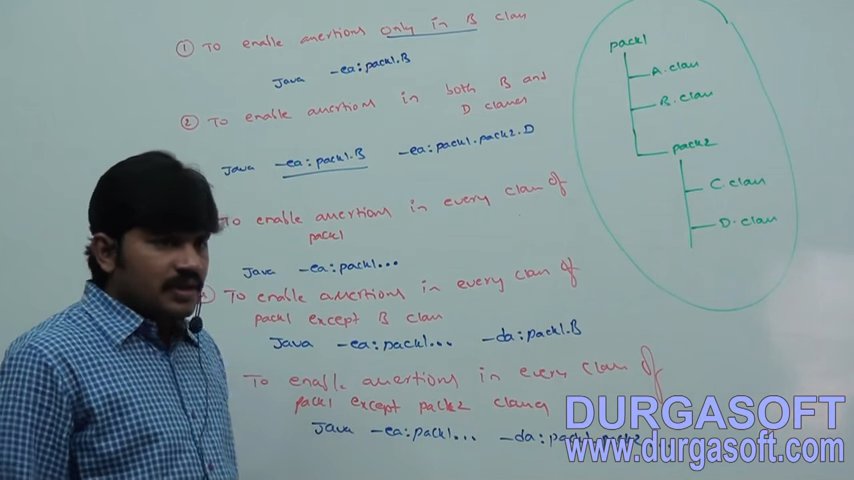 ① To enable assertions only in B class
Java -ea:pack1.B
② To enable assertions in both B and
D classes
Java -ea:pack1.B -ea:pack1.pack2.D
To enable assertions in every class of
pack1
Java -ea:pack1...
To enable assertions in every class of
pack1 except B class
Java -ea:pack1... -da:pack1.B
To enable assertions in every class of
pack1 except pack2 classes
Java -ea:pack1... -da:pack1.pack2
pack1
A.class
B.class
pack2
C.class
D.class
DURGASOFT
www.durgasoft.com